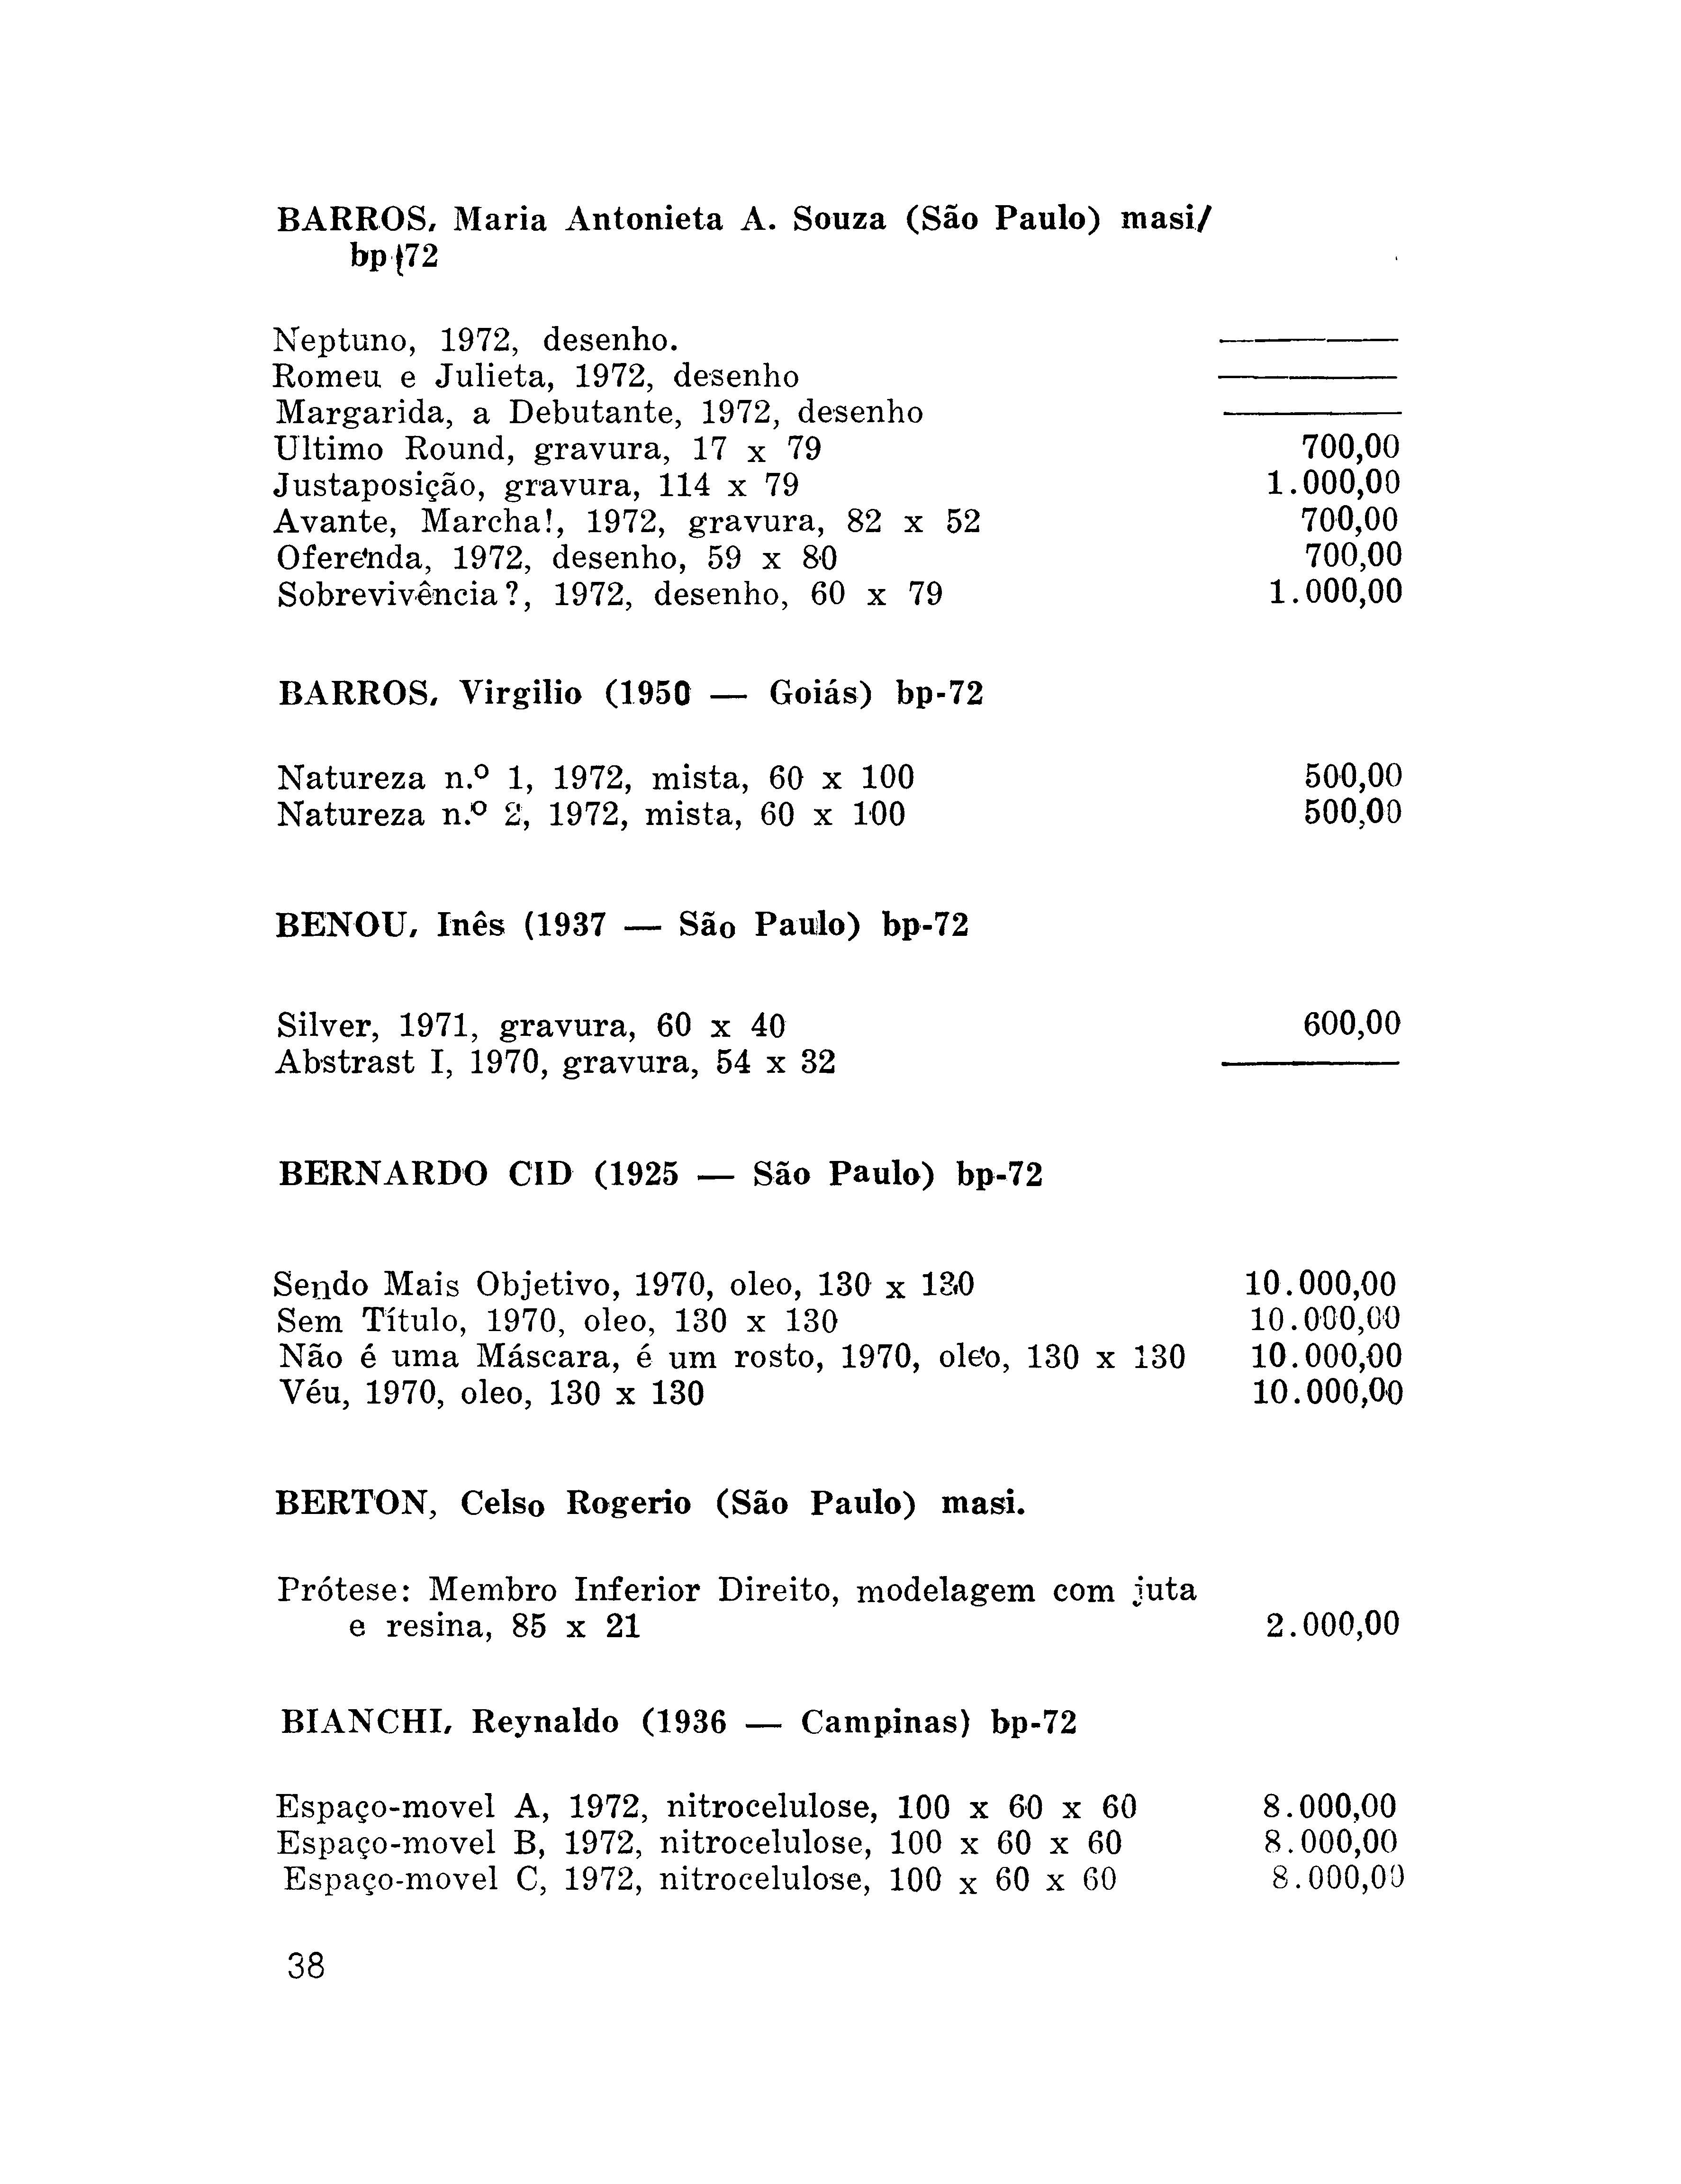 BARROS, Maria Antonieta A. Souza (São Paulo) masi/
bp-72
Neptuno, 1972, desenho. ————
Romeu e Julieta, 1972, desenho ————
Margarida, a Debutante, 1972, desenho ————
Ultimo Round, gravura, 17 x 79 700,00
Justaposição, gravura, 114 x 79 1.000,00
Avante, Marcha!, 1972, gravura, 82 x 52 700,00
Oferenda, 1972, desenho, 59 x 80 700,00
Sobrevivência?, 1972, desenho, 60 x 79 1.000,00
BARROS, Virgilio (1950 — Goiás) bp-72
Natureza n.º 1, 1972, mista, 60 x 100 500,00
Natureza n.º 2, 1972, mista, 60 x 100 500,00
BENOU, Inês (1937 — São Paulo) bp-72
Silver, 1971, gravura, 60 x 40 600,00
Abstrast I, 1970, gravura, 54 x 32 ————
BERNARDO CID (1925 — São Paulo) bp-72
Sendo Mais Objetivo, 1970, oleo, 130 x 130 10.000,00
Sem Título, 1970, oleo, 130 x 130 10.000,00
Não é uma Máscara, é um rosto, 1970, oleo, 130 x 130 10.000,00
Véu, 1970, oleo, 130 x 130 10.000,00
BERTON, Celso Rogerio (São Paulo) masi.
Prótese: Membro Inferior Direito, modelagem com juta
e resina, 85 x 21 2.000,00
BIANCHI, Reynaldo (1936 — Campinas) bp-72
Espaço-movel A, 1972, nitrocelulose, 100 x 60 x 60 8.000,00
Espaço-movel B, 1972, nitrocelulose, 100 x 60 x 60 8.000,00
Espaço-movel C, 1972, nitrocelulose, 100 x 60 x 60 8.000,00
38